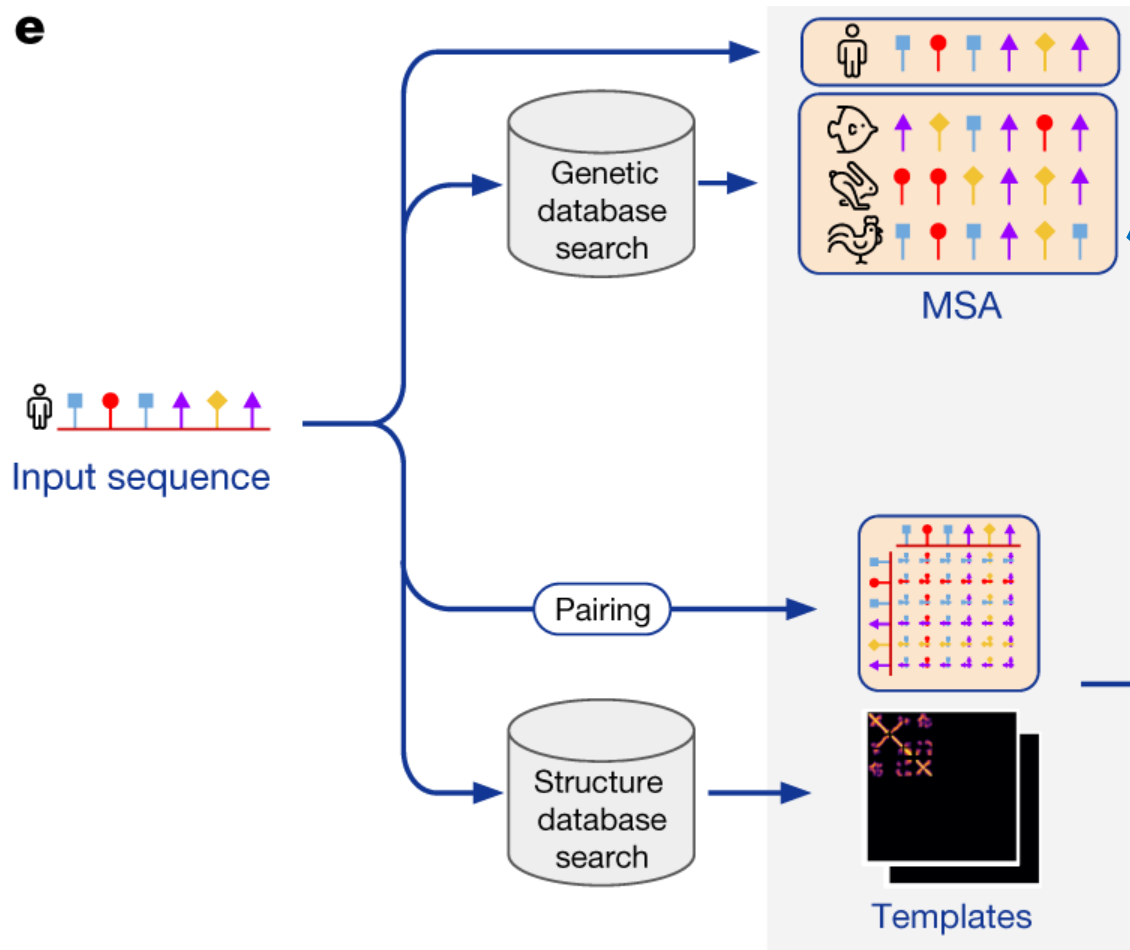 e
Genetic
database
search
MSA
Input sequence
Pairing
Structure
database
search
Templates